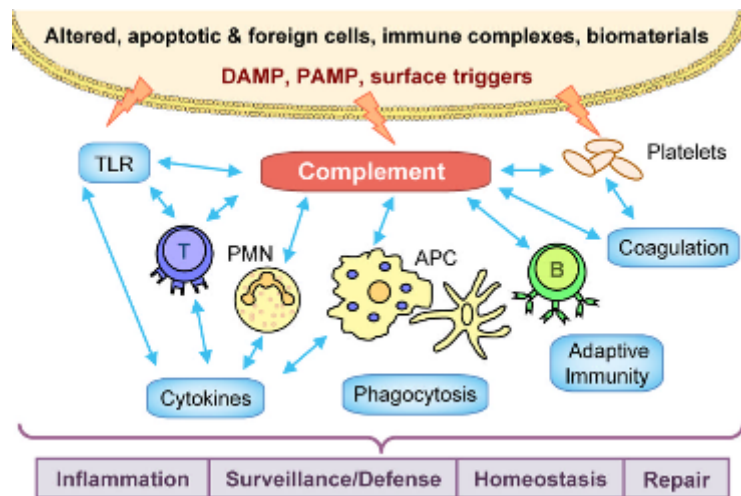 Altered, apoptotic & foreign cells, immune complexes, biomaterials
DAMP, PAMP, surface triggers
TLR
Complement
Platelets
T
PMN
APC
B
Coagulation
Adaptive
Immunity
Cytokines
Phagocytosis
Inflammation
Surveillance/Defense
Homeostasis
Repair